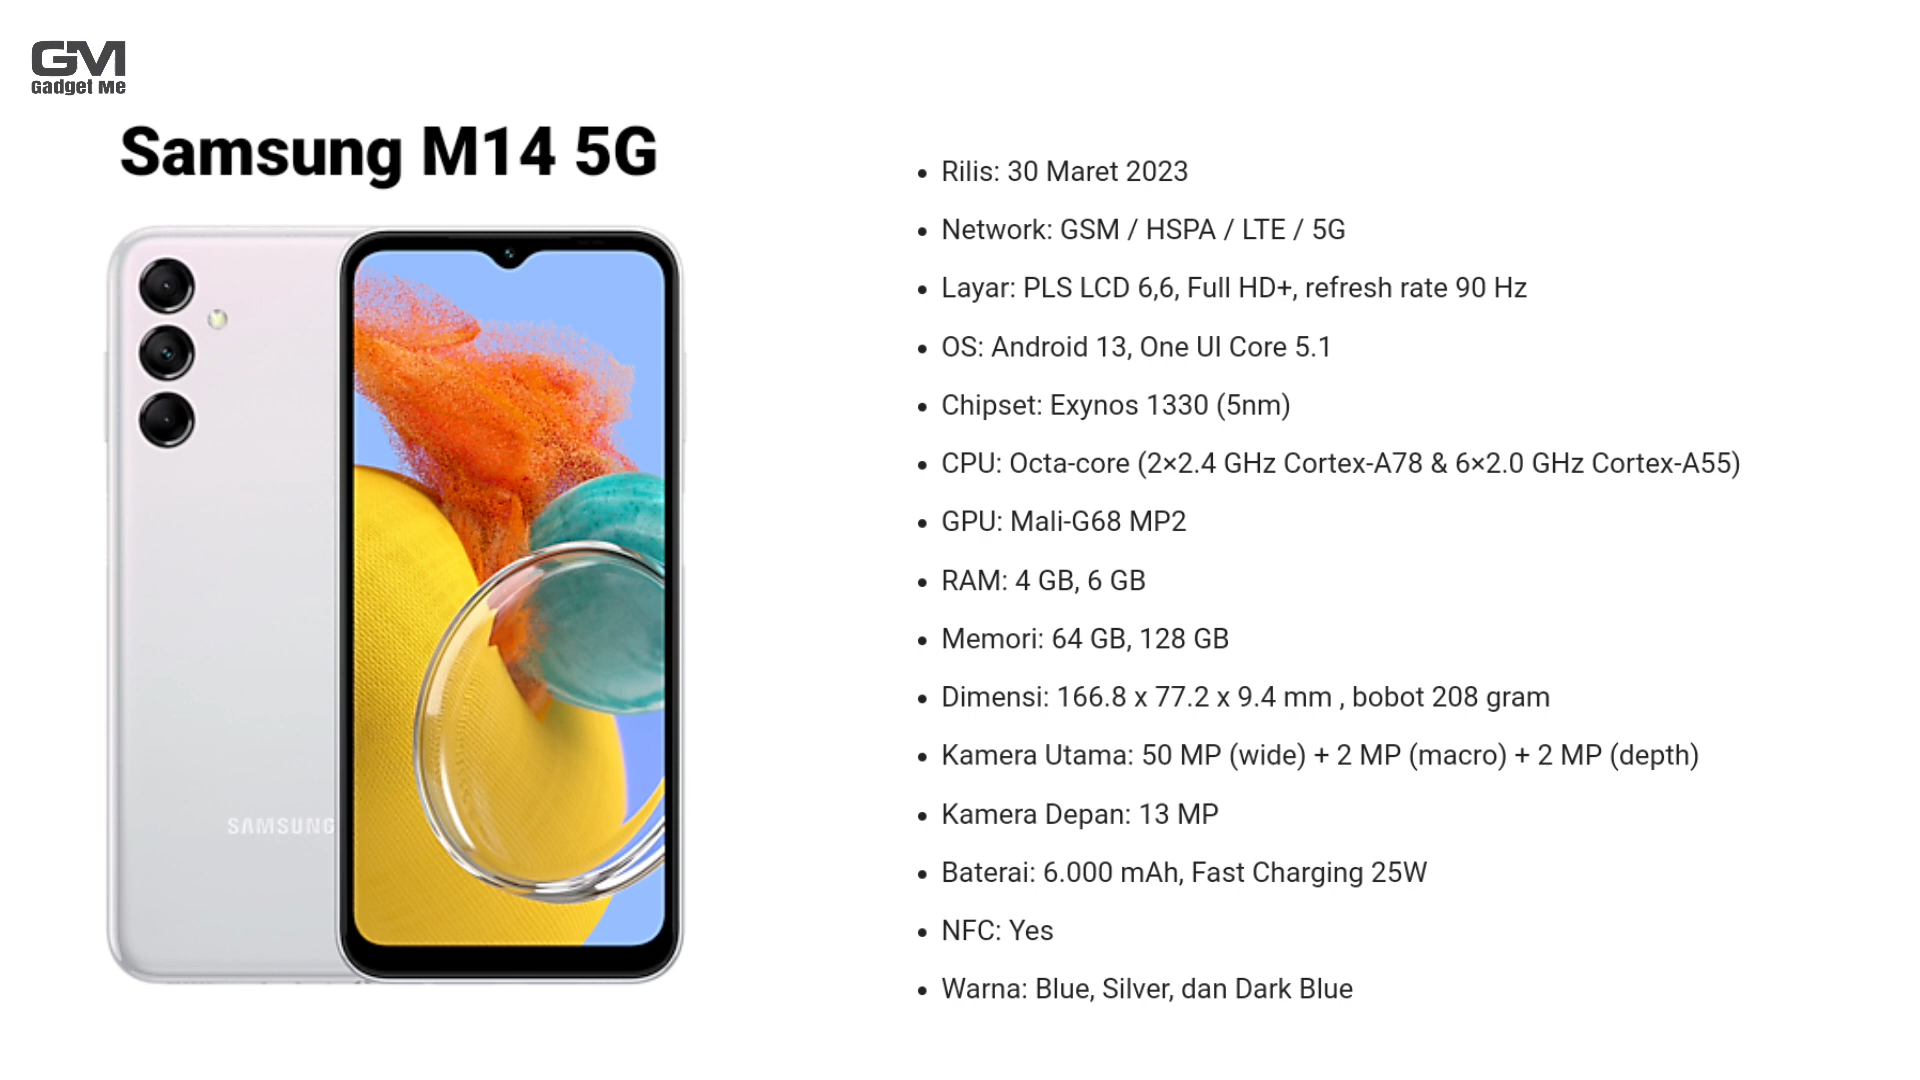 GM
Gadget Me
Samsung M14 5G
SAMSUNG
• Rilis: 30 Maret 2023
• Network: GSM / HSPA / LTE / 5G
• Layar: PLS LCD 6,6, Full HD+, refresh rate 90 Hz
• OS: Android 13, One UI Core 5.1
• Chipset: Exynos 1330 (5nm)
• CPU: Octa-core (2×2.4 GHz Cortex-A78 & 6×2.0 GHz Cortex-A55)
• GPU: Mali-G68 MP2
• RAM: 4 GB, 6 GB
• Memori: 64 GB, 128 GB
• Dimensi: 166.8 x 77.2 x 9.4 mm , bobot 208 gram
• Kamera Utama: 50 MP (wide) + 2 MP (macro) + 2 MP (depth)
• Kamera Depan: 13 MP
• Baterai: 6.000 mAh, Fast Charging 25W
• NFC: Yes
• Warna: Blue, Silver, dan Dark Blue